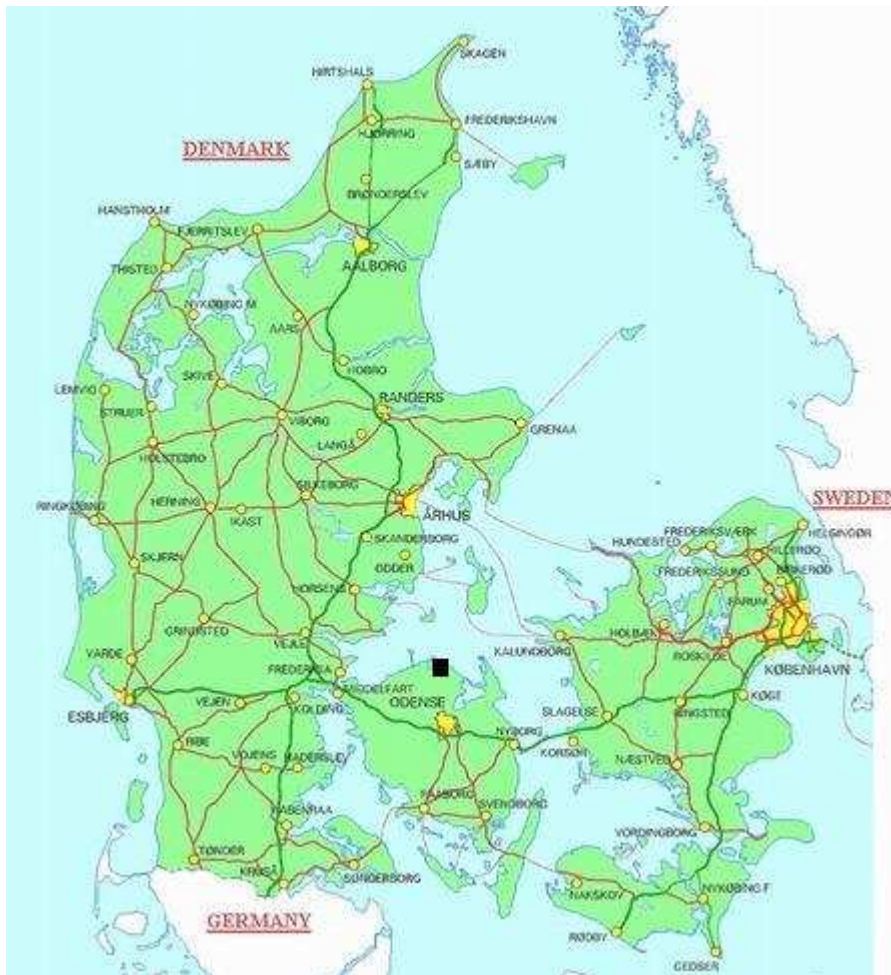 SKAGEN
HIRTSHALS
FREDERIKSHAVN
HJØRRING
DENMARK
SÆBY
BRØNDERSLEV
HANSTHOLM
FJERRITSLEV
AALBORG
THISTED
NYKØBING M
AARS
HOBRO
SKIVE
LEMVIG
RANDERS
STRUER
VIBORG
GRENAA
LANGÅ
HOLSTEBRO
SILKEBORG
SWEDEN
HERNING
RINGKØBING
ÅRHUS
IKAST
FREDERIKSVÆRK
HELSINGØR
SKANDERBORG
HUNDESTED
HILLERØD
SKJERN
ODDER
FREDERIKSSUND
BIRKERØD
HORSENS
FARUM
GRINDSTED
HOLBÆK
VEJLE
KALUNDBORG
ROSKILDE
VARDE
FREDERICIA
KØBENHAVN
MIDDELFART
VEJEN
KOLDING
ODENSE
KØGE
ESBJERG
SLAGELSE
RINGSTED
NYBORG
RIBE
KORSØR
VOJENS
HADERSLEV
NÆSTVED
FAABORG
SVENDBORG
AABENRAA
VORDINGBORG
TØNDER
KRUSÅ
SØNDERBORG
NAKSKOV
NYKØBING F
GERMANY
RØDBY
GEDSER